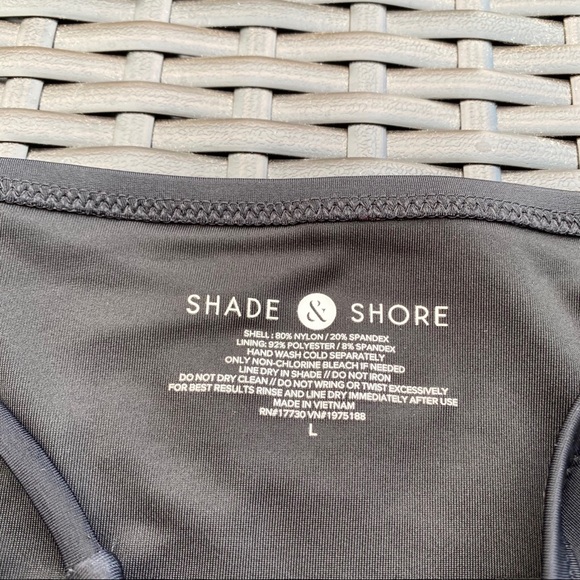 SHADE & SHORE
SHELL : 80% NYLON / 20% SPANDEX
LINING: 92% POLYESTER / 8% SPANDEX
HAND WASH COLD SEPARATELY
ONLY NON-CHLORINE BLEACH IF NEEDED
LINE DRY IN SHADE // DO NOT IRON
DO NOT DRY CLEAN // DO NOT WRING OR TWIST EXCESSIVELY
FOR BEST RESULTS RINSE AND LINE DRY IMMEDIATELY AFTER USE
MADE IN VIETNAM
RN#17730 VN#1975188
L